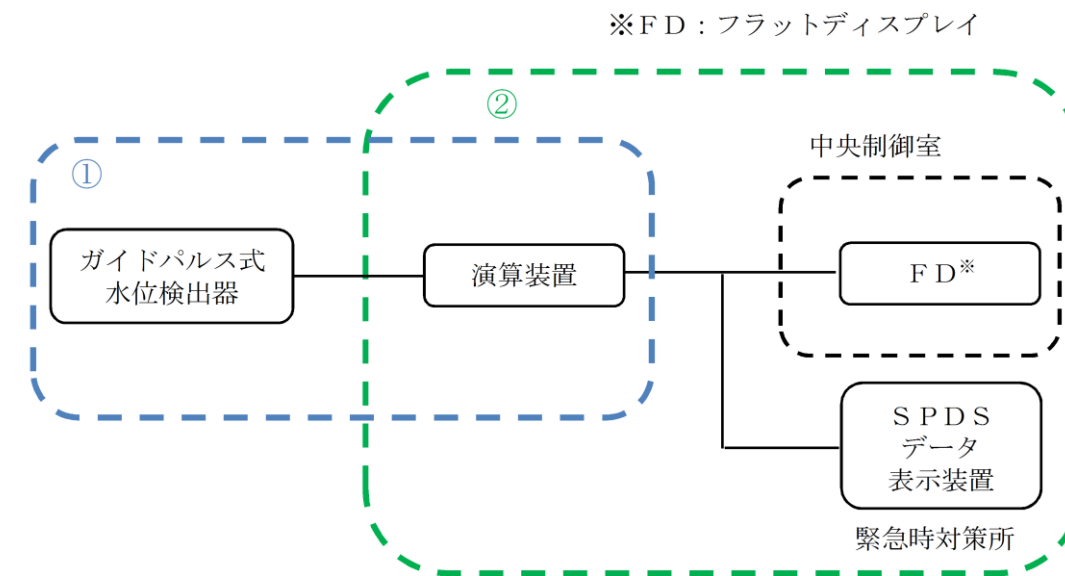 ※ＦＤ：フラットディスプレイ
②
中央制御室
①
ガイドパルス式
水位検出器
演算装置
ＦＤ※
ＳＰＤＳ
データ
表示装置
緊急時対策所